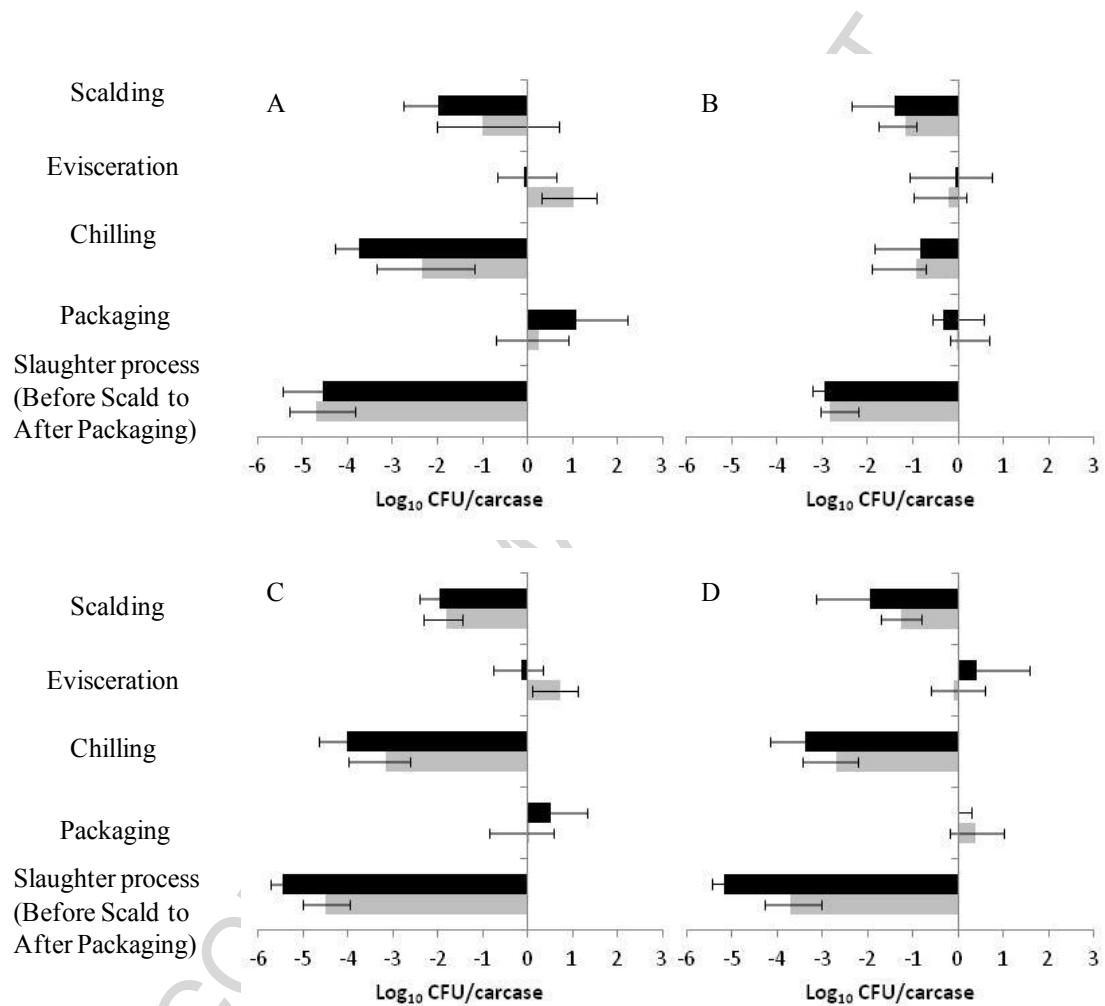 Scalding
Evisceration
Chilling
Packaging
Slaughter process
(Before Scald to
After Packaging)
A
-6 -5 -4 -3 -2 -1 0 1 2 3
Log₁₀ CFU/carcase
B
-6 -5 -4 -3 -2 -1 0 1 2 3
Log₁₀ CFU/carcase
Scalding
Evisceration
Chilling
Packaging
Slaughter process
(Before Scald to
After Packaging)
C
-6 -5 -4 -3 -2 -1 0 1 2 3
Log₁₀ CFU/carcase
D
-6 -5 -4 -3 -2 -1 0 1 2 3
Log₁₀ CFU/carcase